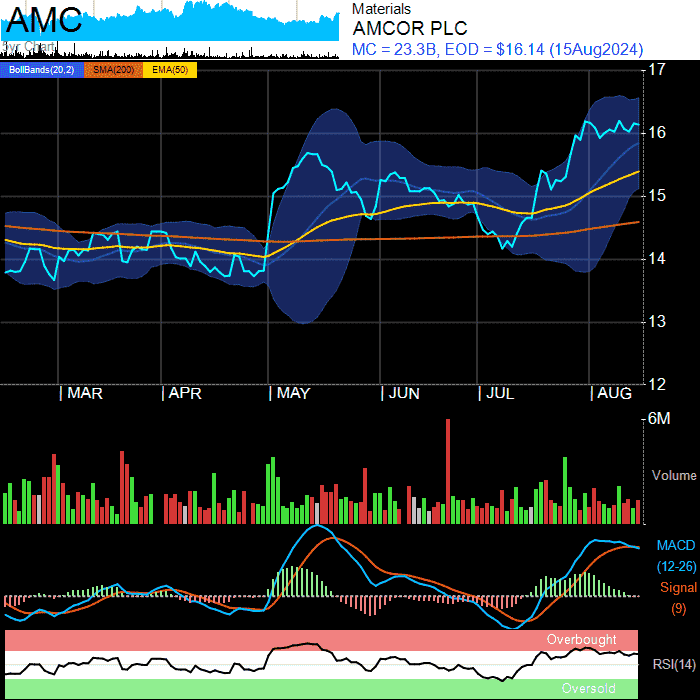 AMC
3yr Chart
Materials
AMCOR PLC
MC = 23.3B, EOD = $16.14 (15Aug2024)
BollBands(20,2) SMA(200) EMA(50)
17
16
15
14
13
12
MAR APR MAY JUN JUL AUG
6M
Volume
MACD
(12-26)
Signal
(9)
Overbought
RSI(14)
Oversold